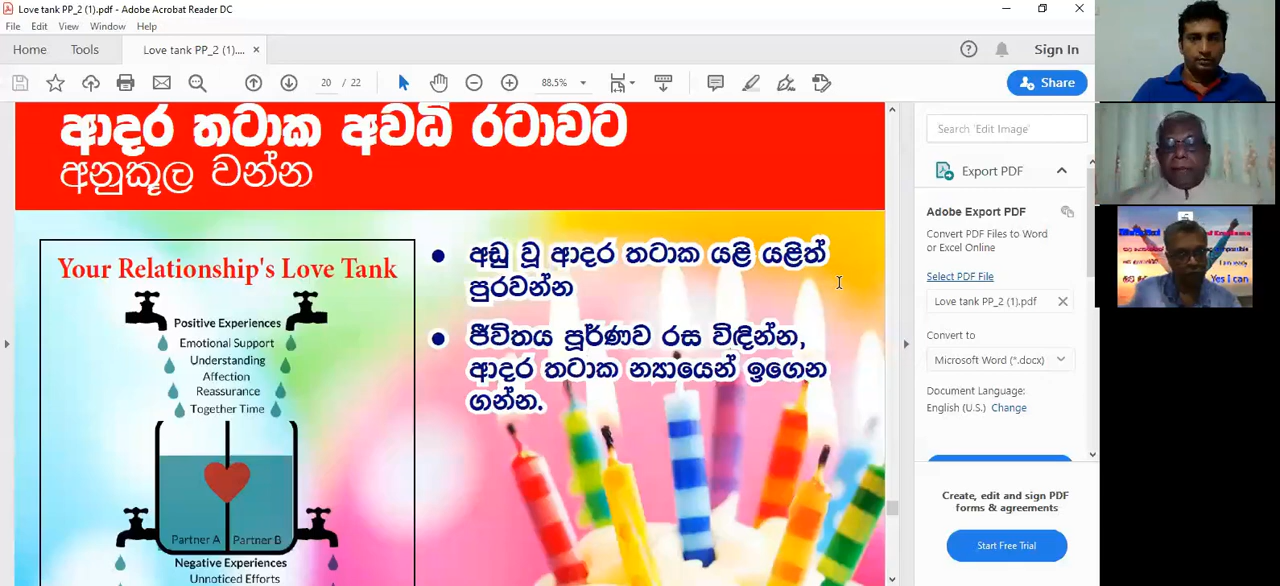 Love tank PP_2 (1).pdf - Adobe Acrobat Reader DC
File Edit View Window Help
Home Tools Love tank PP_2 (1).... × Sign In
20 / 22 88.5% Share
ආදර තටාක අවධි රටාවට
අනුකූල වන්න
Your Relationship's Love Tank
Positive Experiences
Emotional Support
Understanding
Affection
Reassurance
Together Time
Partner A Partner B
Negative Experiences
Unnoticed Efforts
● අඩු වූ ආදර තටාක යළි යළිත්
පුරවන්න
● ජීවිතය පූර්ණව රස විඳින්න,
ආදර තටාක න්‍යායෙන් ඉගෙන
ගන්න.
Search 'Edit Image'
Export PDF
Adobe Export PDF
Convert PDF Files to Word
or Excel Online
Select PDF File
Love tank PP_2 (1).pdf
Convert to
Microsoft Word (*.docx)
Document Language:
English (U.S.) Change
Create, edit and sign PDF
forms & agreements
Start Free Trial
I am ready
Yes i can